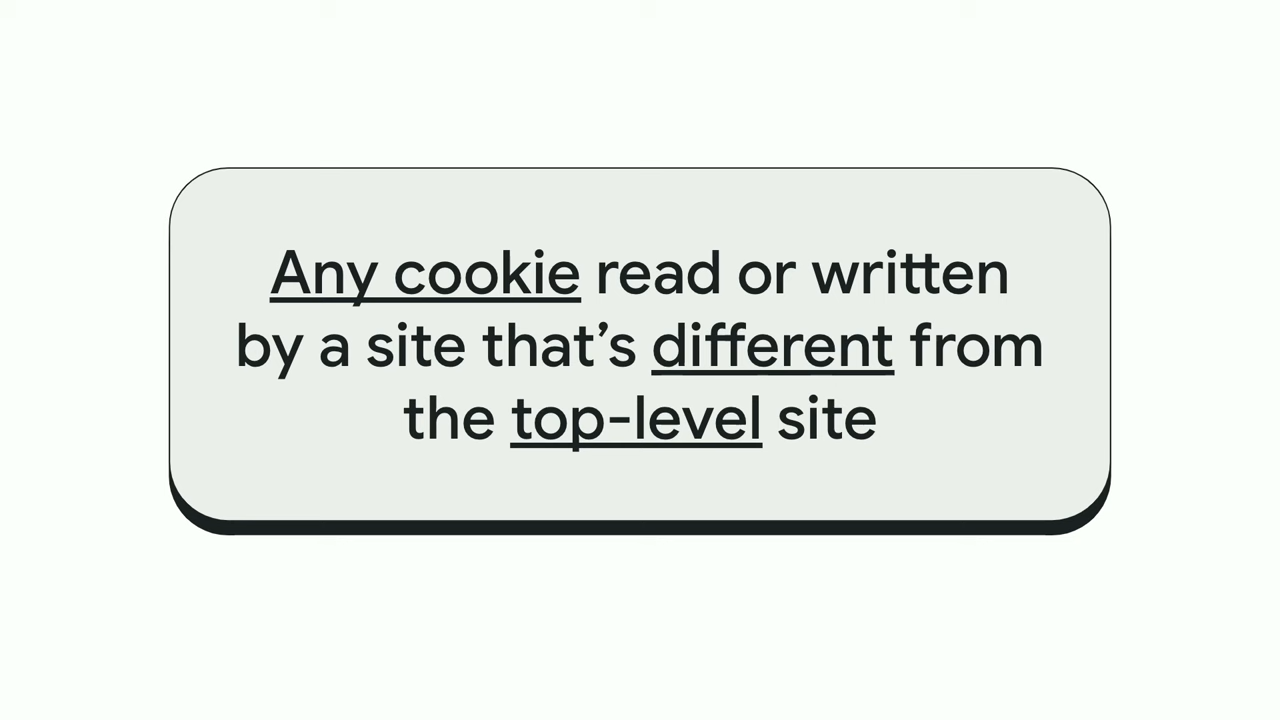 Any cookie read or written
by a site that’s different from
the top-level site